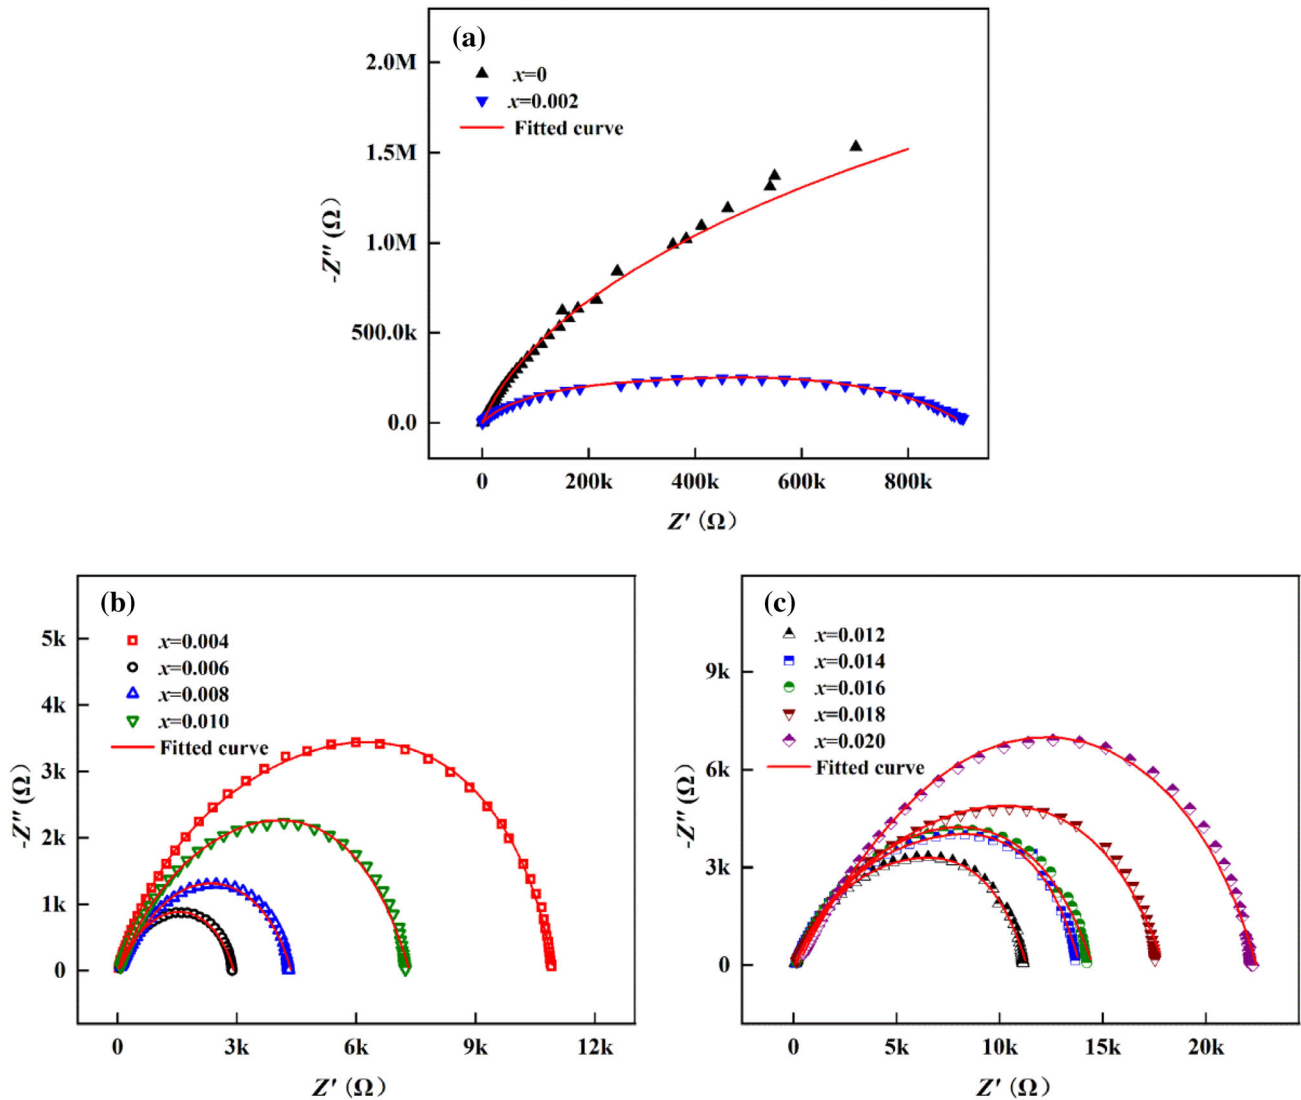 (a)
2.0M
1.5M
1.0M
500.0k
0.0
-Z″ (Ω)
x=0
x=0.002
Fitted curve
0 200k 400k 600k 800k
Z′ (Ω)
(b)
5k
4k
3k
2k
1k
0
-Z″ (Ω)
x=0.004
x=0.006
x=0.008
x=0.010
Fitted curve
0 3k 6k 9k 12k
Z′ (Ω)
(c)
9k
6k
3k
0
-Z″ (Ω)
x=0.012
x=0.014
x=0.016
x=0.018
x=0.020
Fitted curve
0 5k 10k 15k 20k
Z′ (Ω)